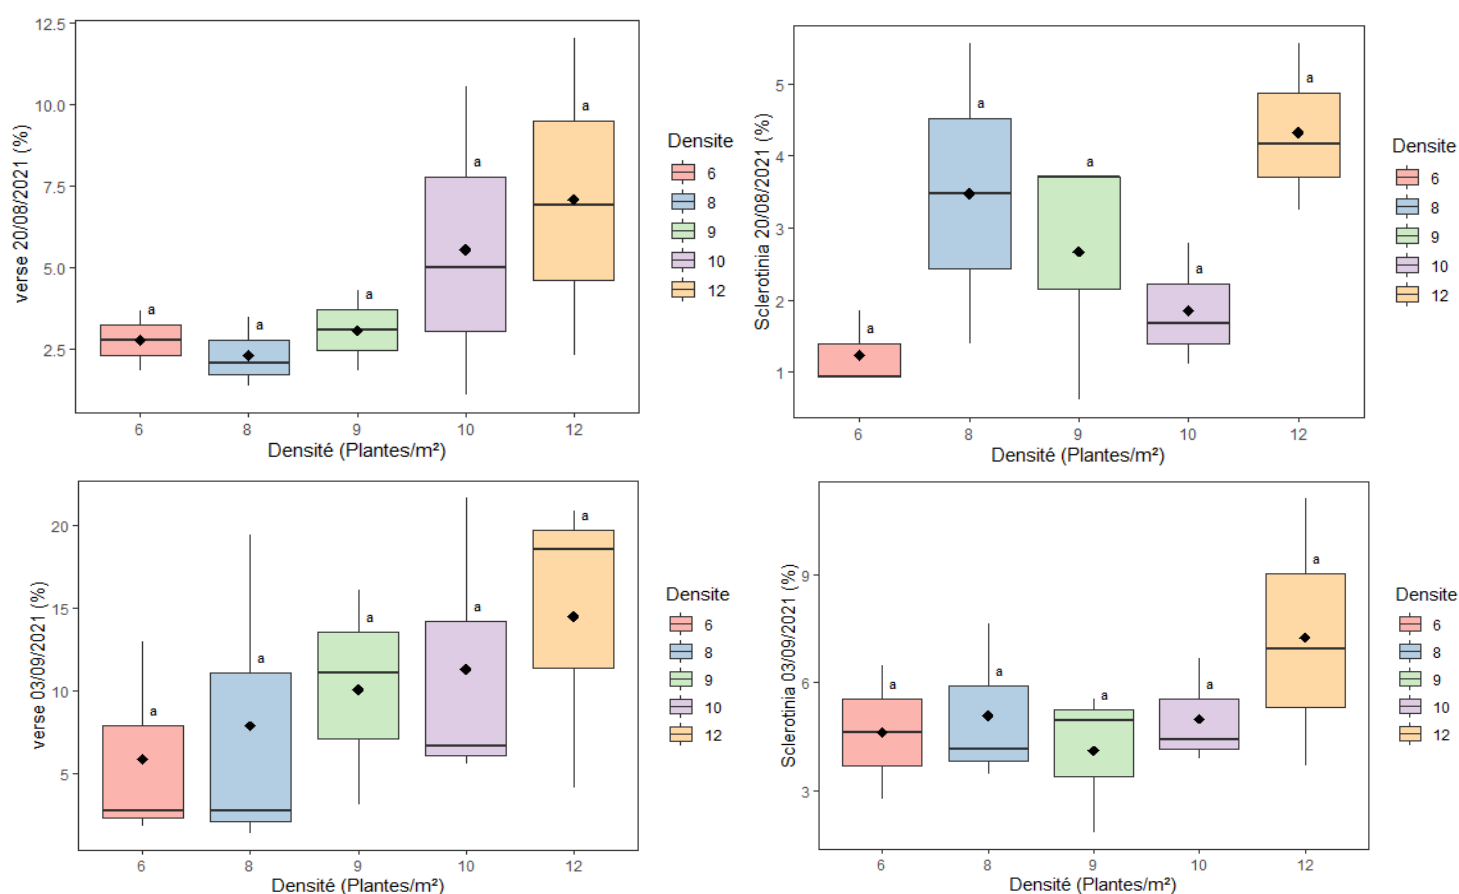 verse 20/08/2021 (%)
12.5
10.0
7.5
5.0
2.5
a
a
a
a
a
6
8
9
10
12
Densité (Plantes/m²)
Densite
6
8
9
10
12
Sclerotinia 20/08/2021 (%)
5
4
3
2
1
a
a
a
a
a
6
8
9
10
12
Densité (Plantes/m²)
Densite
6
8
9
10
12
verse 03/09/2021 (%)
20
15
10
5
a
a
a
a
a
6
8
9
10
12
Densité (Plantes/m²)
Densite
6
8
9
10
12
Sclerotinia 03/09/2021 (%)
9
6
3
a
a
a
a
a
6
8
9
10
12
Densité (Plantes/m²)
Densite
6
8
9
10
12